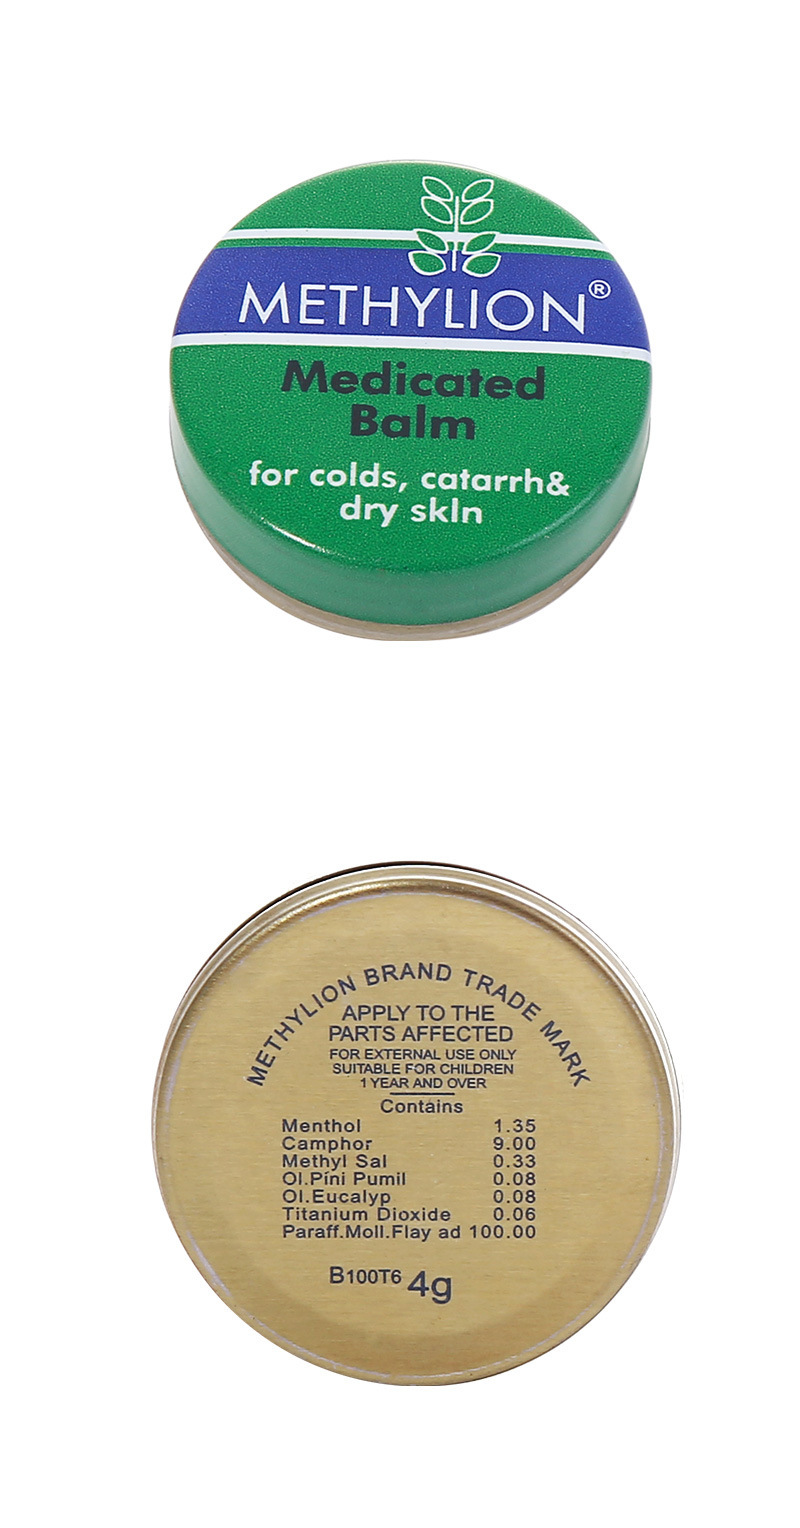 METHYLION®
Medicated
Balm
for colds, catarrh&
dry skln
METHYLION BRAND TRADE MARK
APPLY TO THE
PARTS AFFECTED
FOR EXTERNAL USE ONLY
SUITABLE FOR CHILDREN
1 YEAR AND OVER
Contains
Menthol 1.35
Camphor 9.00
Methyl Sal 0.33
Ol.Pini Pumil 0.08
Ol.Eucalyp 0.08
Titanium Dioxide 0.06
Paraff.Moll.Flay ad 100.00
B100T6 4g